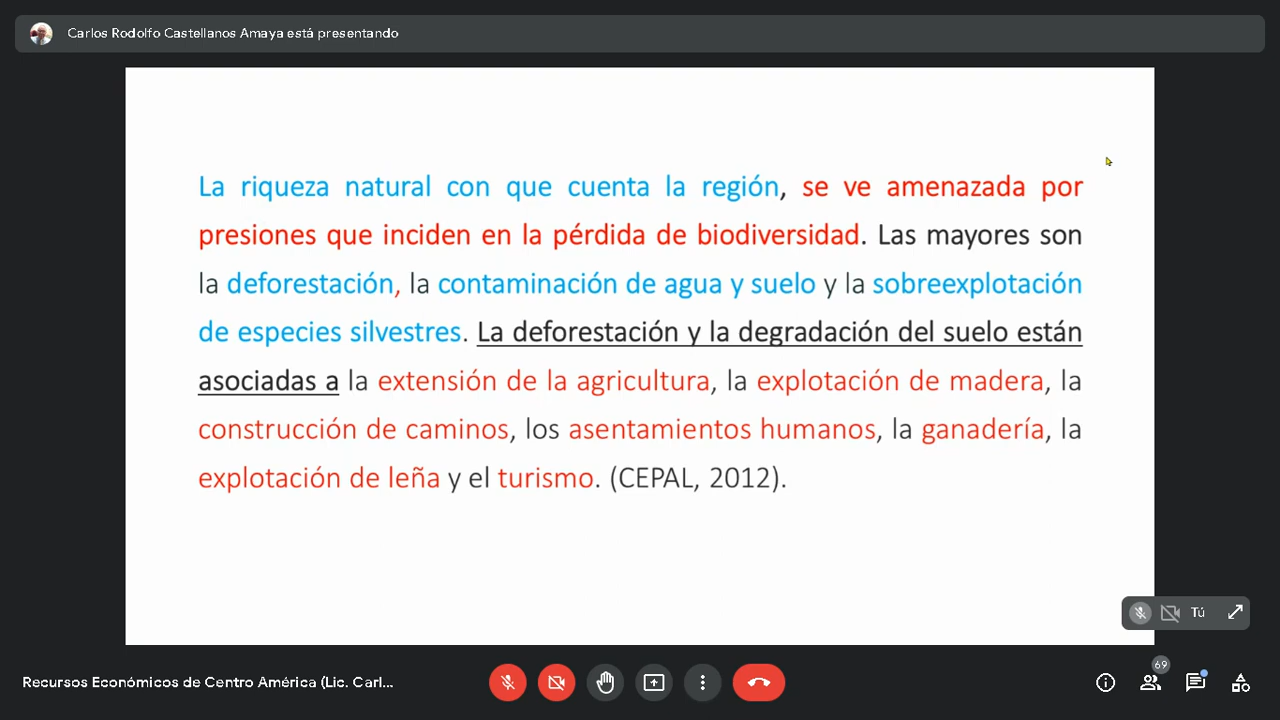 Carlos Rodolfo Castellanos Amaya está presentando
La riqueza natural con que cuenta la región, se ve amenazada por
presiones que inciden en la pérdida de biodiversidad. Las mayores son
la deforestación, la contaminación de agua y suelo y la sobreexplotación
de especies silvestres. La deforestación y la degradación del suelo están
asociadas a la extensión de la agricultura, la explotación de madera, la
construcción de caminos, los asentamientos humanos, la ganadería, la
explotación de leña y el turismo. (CEPAL, 2012).
Tú
69
Recursos Económicos de Centro América (Lic. Carl...